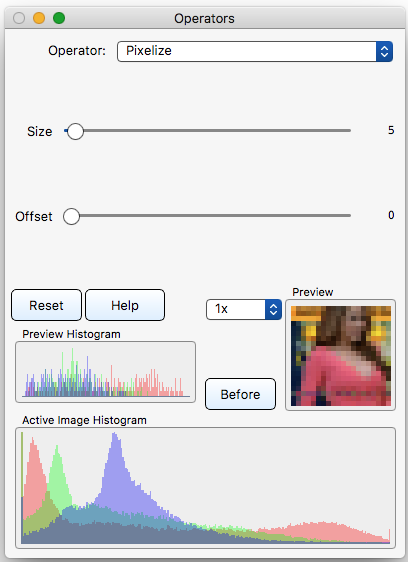 Operators
Operator: Pixelize
Size 5
Offset 0
Reset Help 1x Preview
Preview Histogram
Before
Active Image Histogram